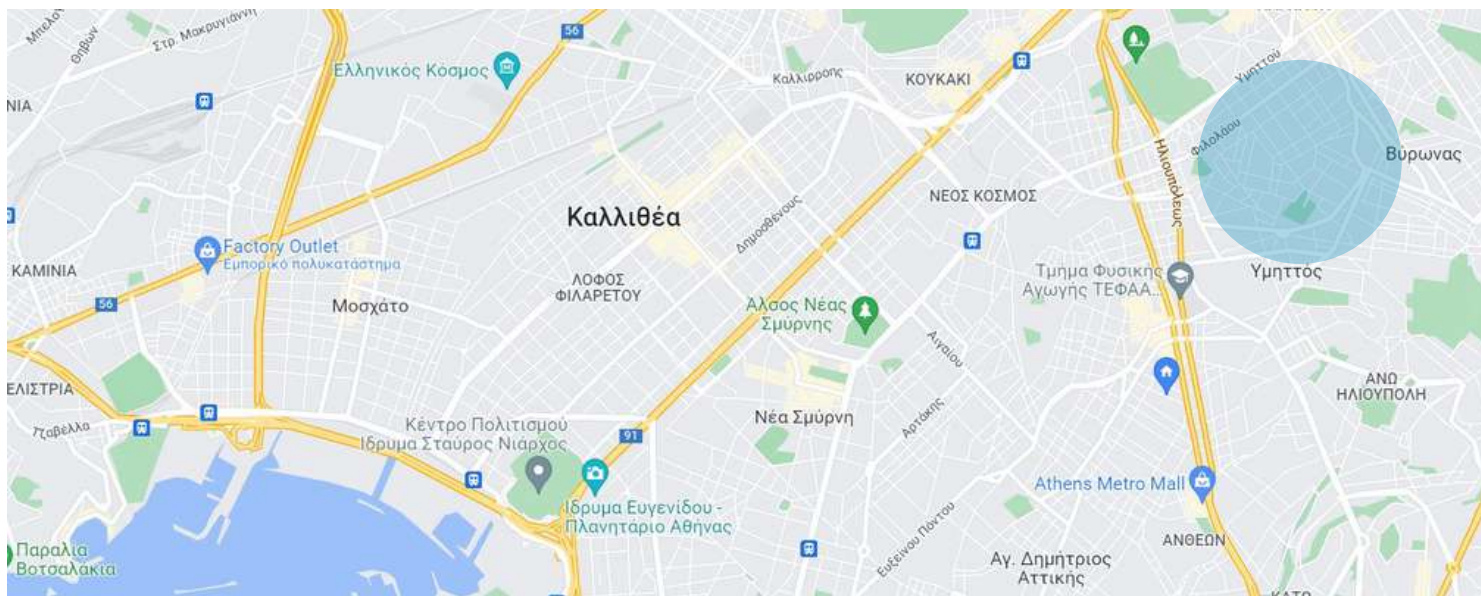 Θηβών
Στρ. Μακρυγιάννη
56
Ελληνικός Κόσμος
Καλλιρρόης
ΚΟΥΚΑΚΙ
Υμηττού
ΝΙΑ
Φιλολάου
Ηλιουπόλεως
Βύρωνας
Καλλιθέα
Δημοσθένους
ΝΕΟΣ ΚΟΣΜΟΣ
Factory Outlet
Εμπορικό πολυκατάστημα
ΚΑΜΙΝΙΑ
ΛΟΦΟΣ
ΦΙΛΑΡΕΤΟΥ
Τμήμα Φυσικής
Αγωγής ΤΕΦΑΑ...
Υμηττός
56
Μοσχάτο
Άλσος Νέας
Σμύρνης
Αιγαίου
ΕΛΙΣΤΡΙΑ
ΑΝΩ
ΗΛΙΟΥΠΟΛΗ
Τζαβέλλα
Κέντρο Πολιτισμού
Ίδρυμα Σταύρος Νιάρχος
91
Νέα Σμύρνη
Αρτάκης
Athens Metro Mall
Ίδρυμα Ευγενίδου -
Πλανητάριο Αθήνας
Ευξείνου Πόντου
ΑΝΘΕΩΝ
Παραλία
Βοτσαλάκια
Αγ. Δημήτριος
Αττικής
ΚΑΤΩ